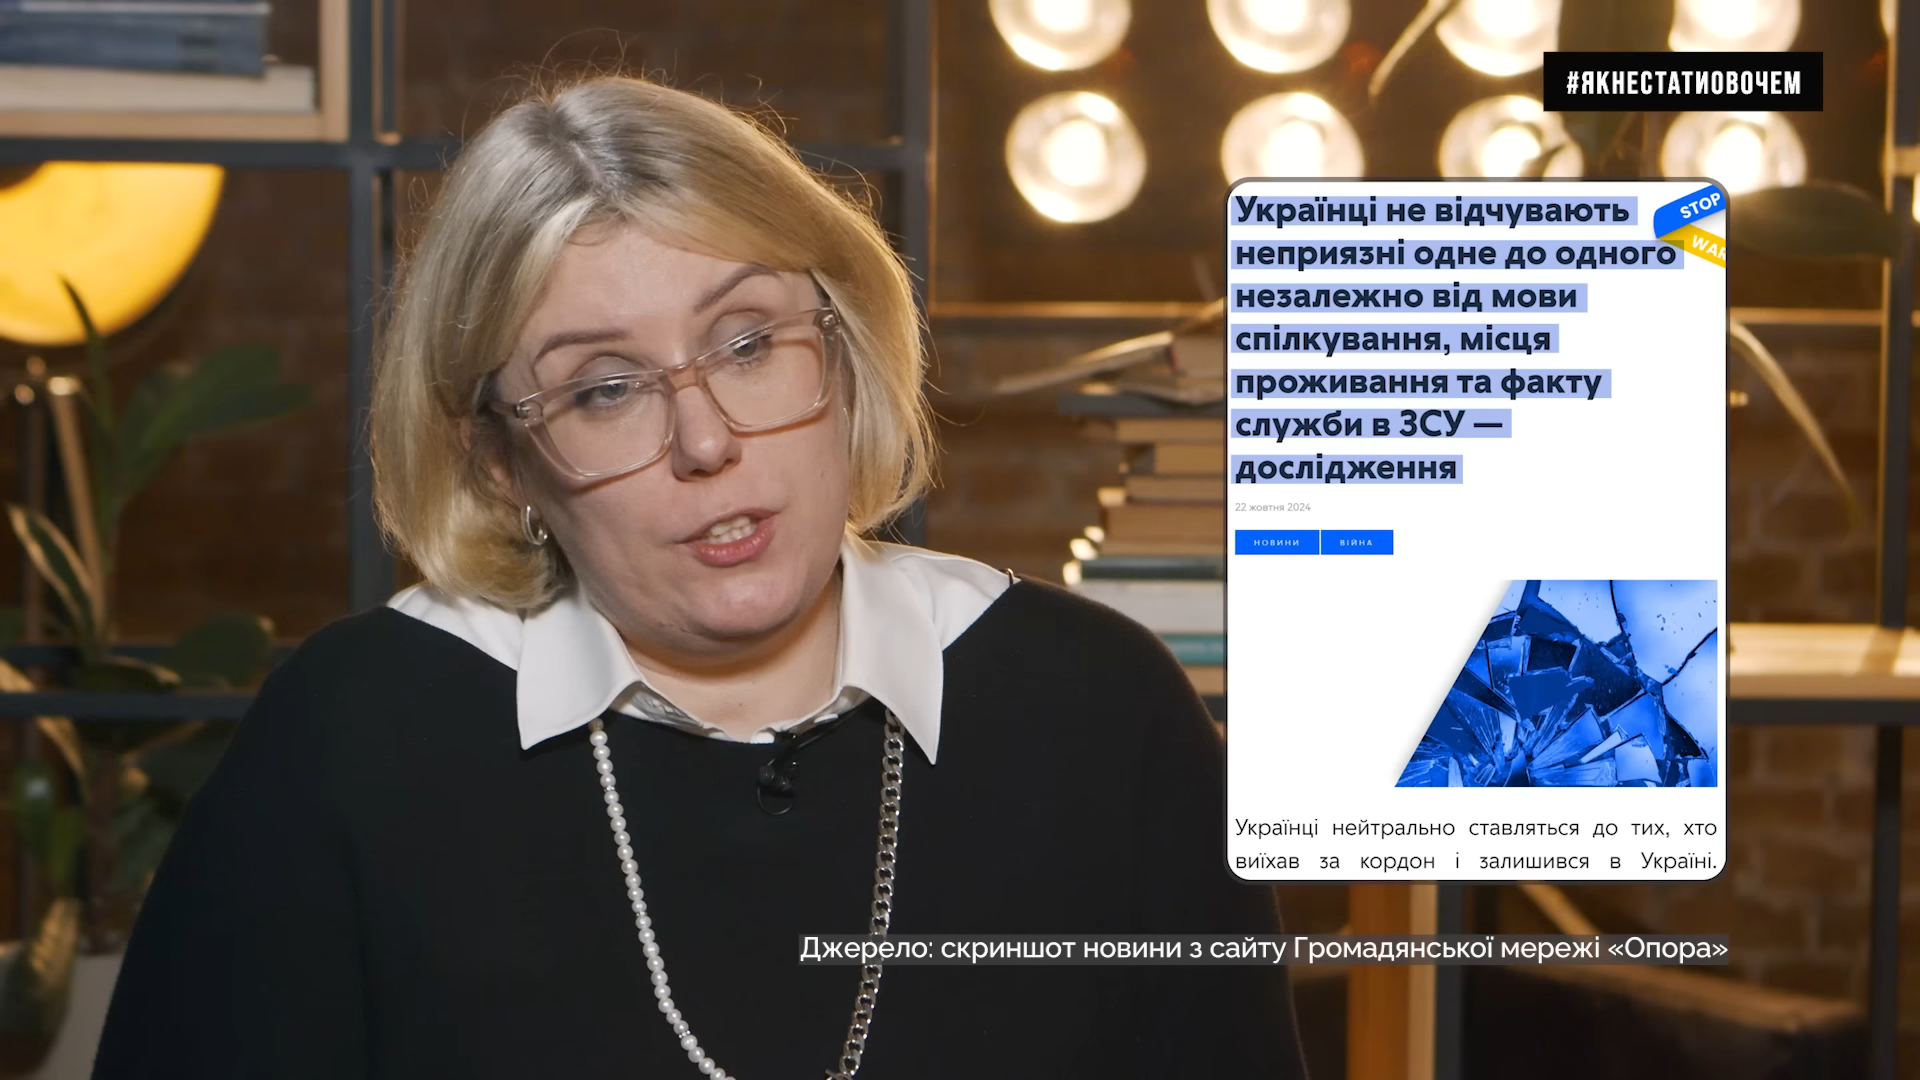 #ЯКНЕСТАТИОВОЧЕМ
Українці не відчувають
неприязні одне до одного
незалежно від мови
спілкування, місця
проживання та факту
служби в ЗСУ —
дослідження
STOP
WAR
22 жовтня 2024
НОВИНИ ВІЙНА
Українці нейтрально ставляться до тих, хто
виїхав за кордон і залишився в Україні.
Джерело: скриншот новини з сайту Громадянської мережі «Опора»